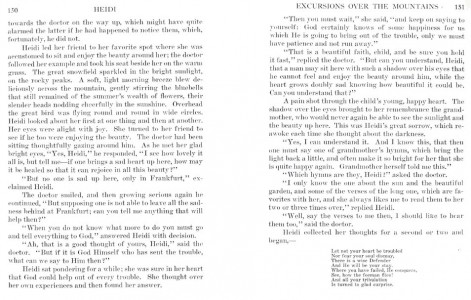 150 HEIDI
towards the doctor on the way up, which might have quite
alarmed the latter if he had happened to notice them, which,
fortunately, he did not.
Heidi led her friend to her favorite spot where she was
accustomed to sit and enjoy the beauty around her; the doctor
followed her example and took his seat beside her on the warm
grass. The great snowfield sparkled in the bright sunlight,
on the rocky peaks. A soft, light morning breeze blew de-
liciously across the mountain, gently stirring the bluebells
that still remained of the summer's wealth of flowers, their
slender heads nodding cheerfully in the sunshine. Overhead
the great bird was flying round and round in wide circles.
Heidi looked about her first at one thing and then at another.
Her eyes were alight with joy. She turned to her friend to
see if he too were enjoying the beauty. The doctor had been
sitting thoughtfully gazing around him. As he met her glad
bright eyes, "Yes, Heidi," he responded, "I see how lovely it
all is, but tell me—if one brings a sad heart up here, how may
it be healed so that it can rejoice in all this beauty?"
"But no one is sad up here, only in Frankfurt," ex-
claimed Heidi.
The doctor smiled, and then growing serious again he
continued, "But supposing one is not able to leave all the sad-
ness behind at Frankfurt; can you tell me anything that will
help then?"
"When you do not know what more to do you must go
and tell everything to God," answered Heidi with decision.
"Ah, that is a good thought of yours, Heidi," said the
doctor. "But if it is God Himself who has sent the trouble,
what can we say to Him then?"
Heidi sat pondering for a while; she was sure in her heart
that God could help out of every trouble. She thought over
her own experiences and then found her answer.
EXCURSIONS OVER THE MOUNTAINS 151
"Then you must wait," she said, "and keep on saying to
yourself: God certainly knows of some happiness for us
which He is going to bring out of the trouble, only we must
have patience and not run away."
"That is a beautiful faith, child, and be sure you hold
it fast," replied the doctor. "But can you understand, Heidi,
that a man may sit here with such a shadow over his eyes that
he cannot feel and enjoy the beauty around him, while the
heart grows doubly sad knowing how beautiful it could be.
Can you understand that?"
A pain shot through the child's young, happy heart. The
shadow over the eyes brought to her remembrance the grand-
mother, who would never again be able to see the sunlight and
the beauty up here. This was Heidi's great sorrow, which re-
awoke each time she thought about the darkness.
"Yes, I can understand it. And I know this, that then
one must say one of grandmother's hymns, which bring the
light back a little, and often make it so bright for her that she
is quite happy again. Grandmother herself told me this."
"Which hymns are they, Heidi?" asked the doctor.
"I only know the one about the sun and the beautiful
garden, and some of the verses of the long one, which are fa-
vorites with her, and she always likes me to read them to her
two or three times over," replied Heidi.
"Well, say the verses to me then, I should like to hear
them too," said the doctor.
Heidi collected her thoughts for a second or two and
began,—
Let not your heart be troubled
Nor fear your soul dismay,
There is a wise Defender
And He will be your stay.
Where you have failed, He conquers,
See, how the foeman flies!
And all your tribulation
Is turned to glad surprise.